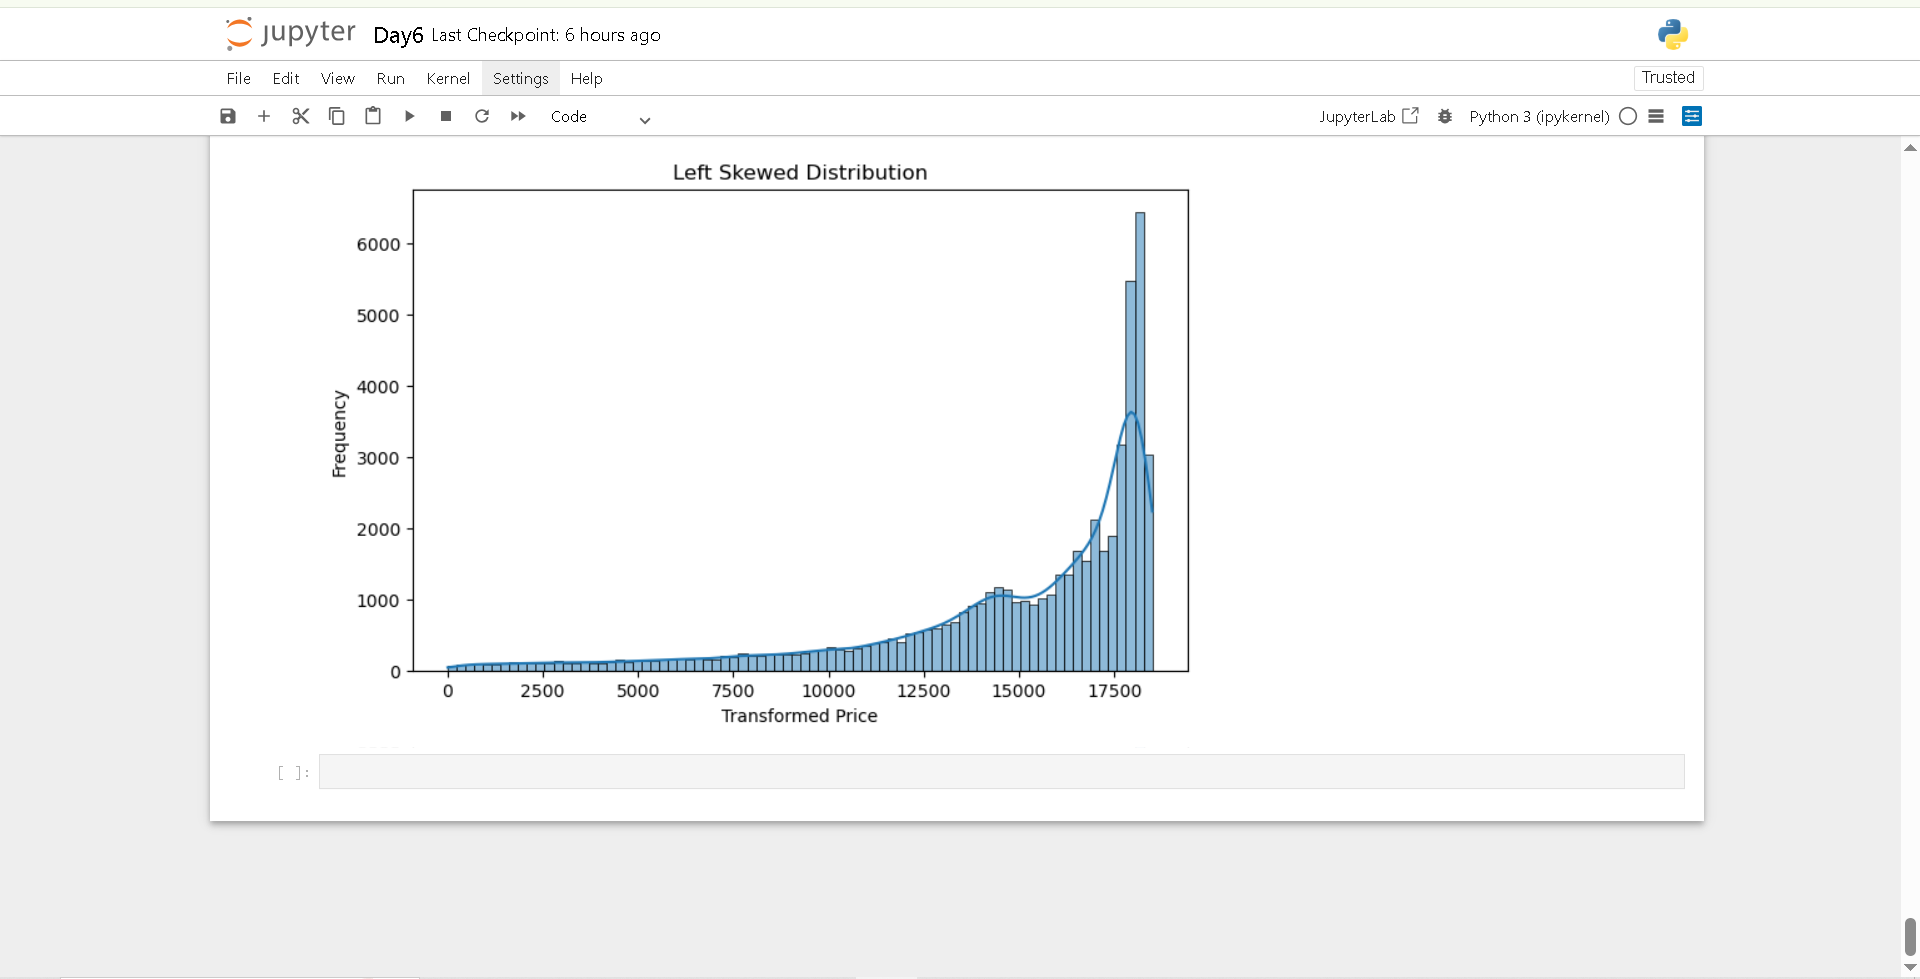 jupyter Day6 Last Checkpoint: 6 hours ago
File Edit View Run Kernel Settings Help Trusted
Code JupyterLab Python 3 (ipykernel)
Left Skewed Distribution
6000
5000
4000
3000
2000
1000
0
Frequency
0 2500 5000 7500 10000 12500 15000 17500
Transformed Price
[ ]: